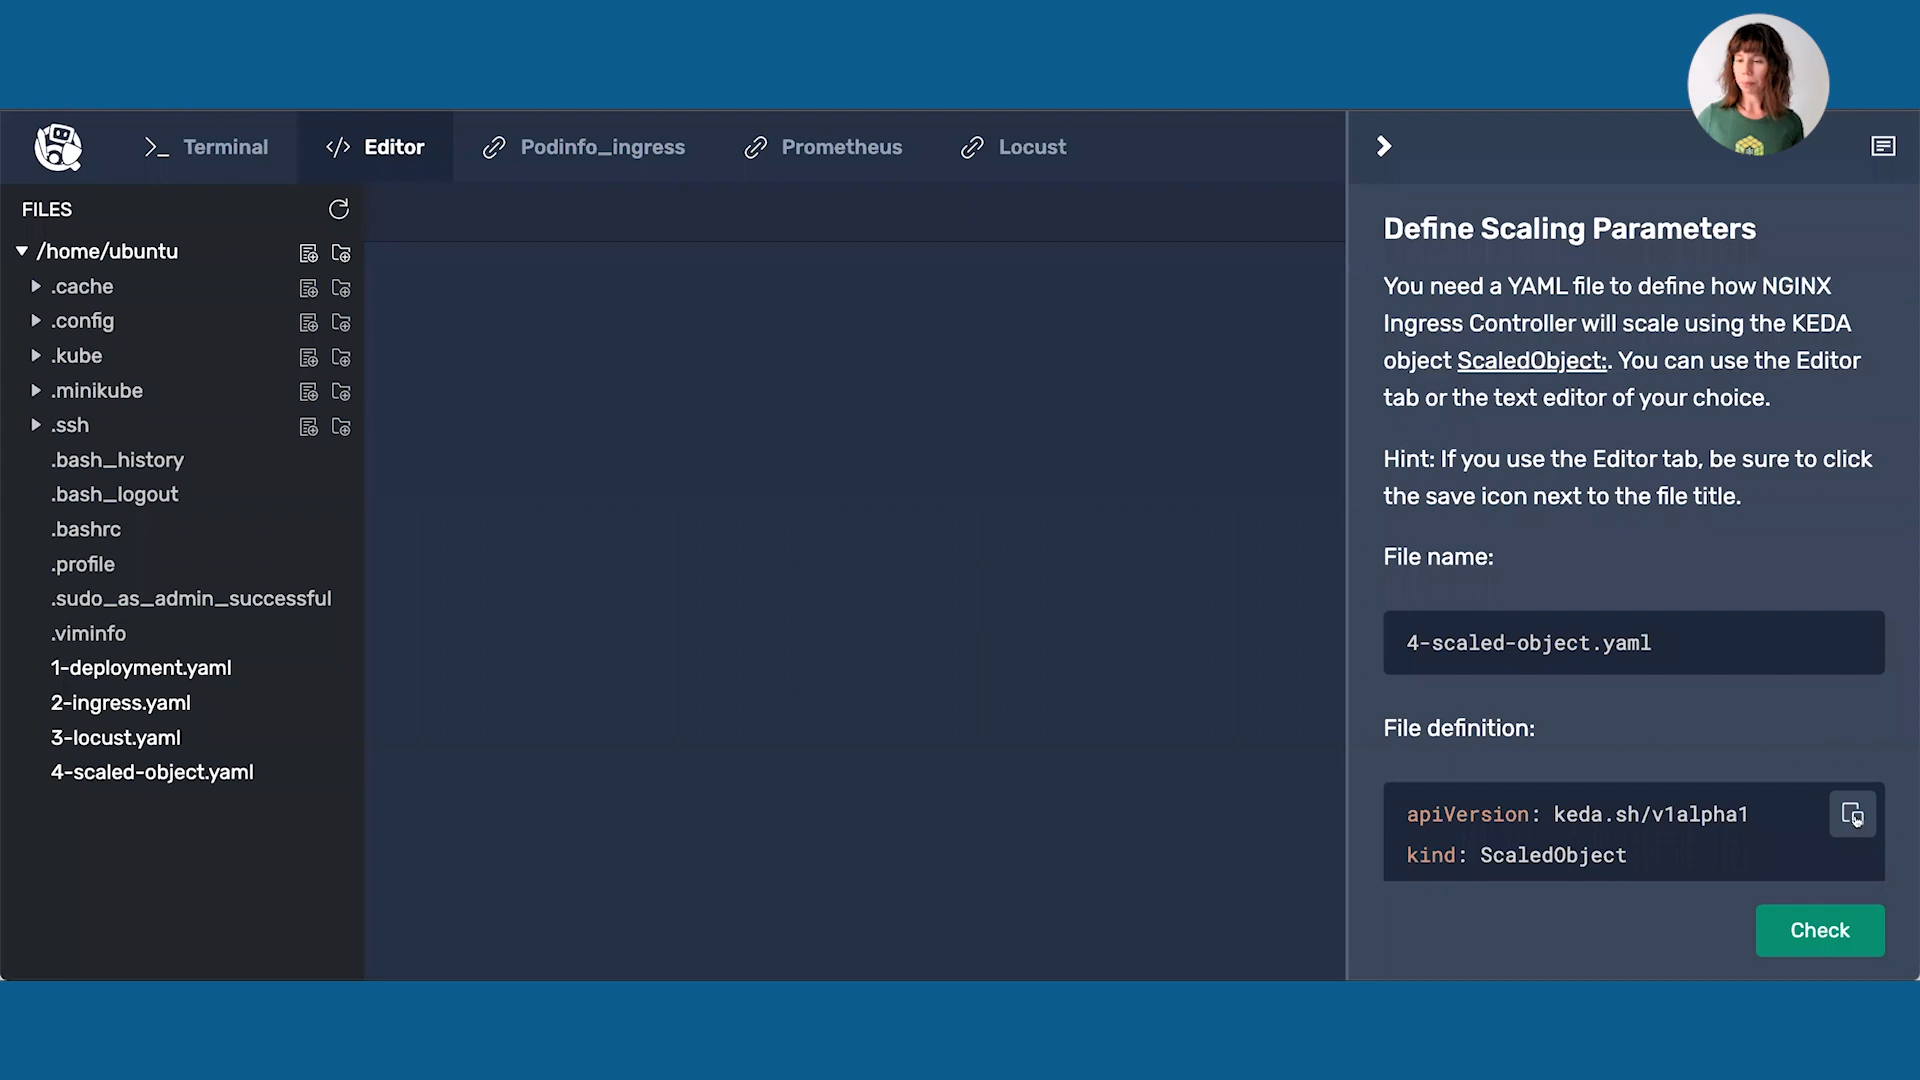 Terminal
Editor
Podinfo_ingress
Prometheus
Locust
FILES
/home/ubuntu
.cache
.config
.kube
.minikube
.ssh
.bash_history
.bash_logout
.bashrc
.profile
.sudo_as_admin_successful
.viminfo
1-deployment.yaml
2-ingress.yaml
3-locust.yaml
4-scaled-object.yaml
Define Scaling Parameters
You need a YAML file to define how NGINX
Ingress Controller will scale using the KEDA
object ScaledObject:. You can use the Editor
tab or the text editor of your choice.
Hint: If you use the Editor tab, be sure to click
the save icon next to the file title.
File name:
4-scaled-object.yaml
File definition:
apiVersion: keda.sh/v1alpha1
kind: ScaledObject
Check